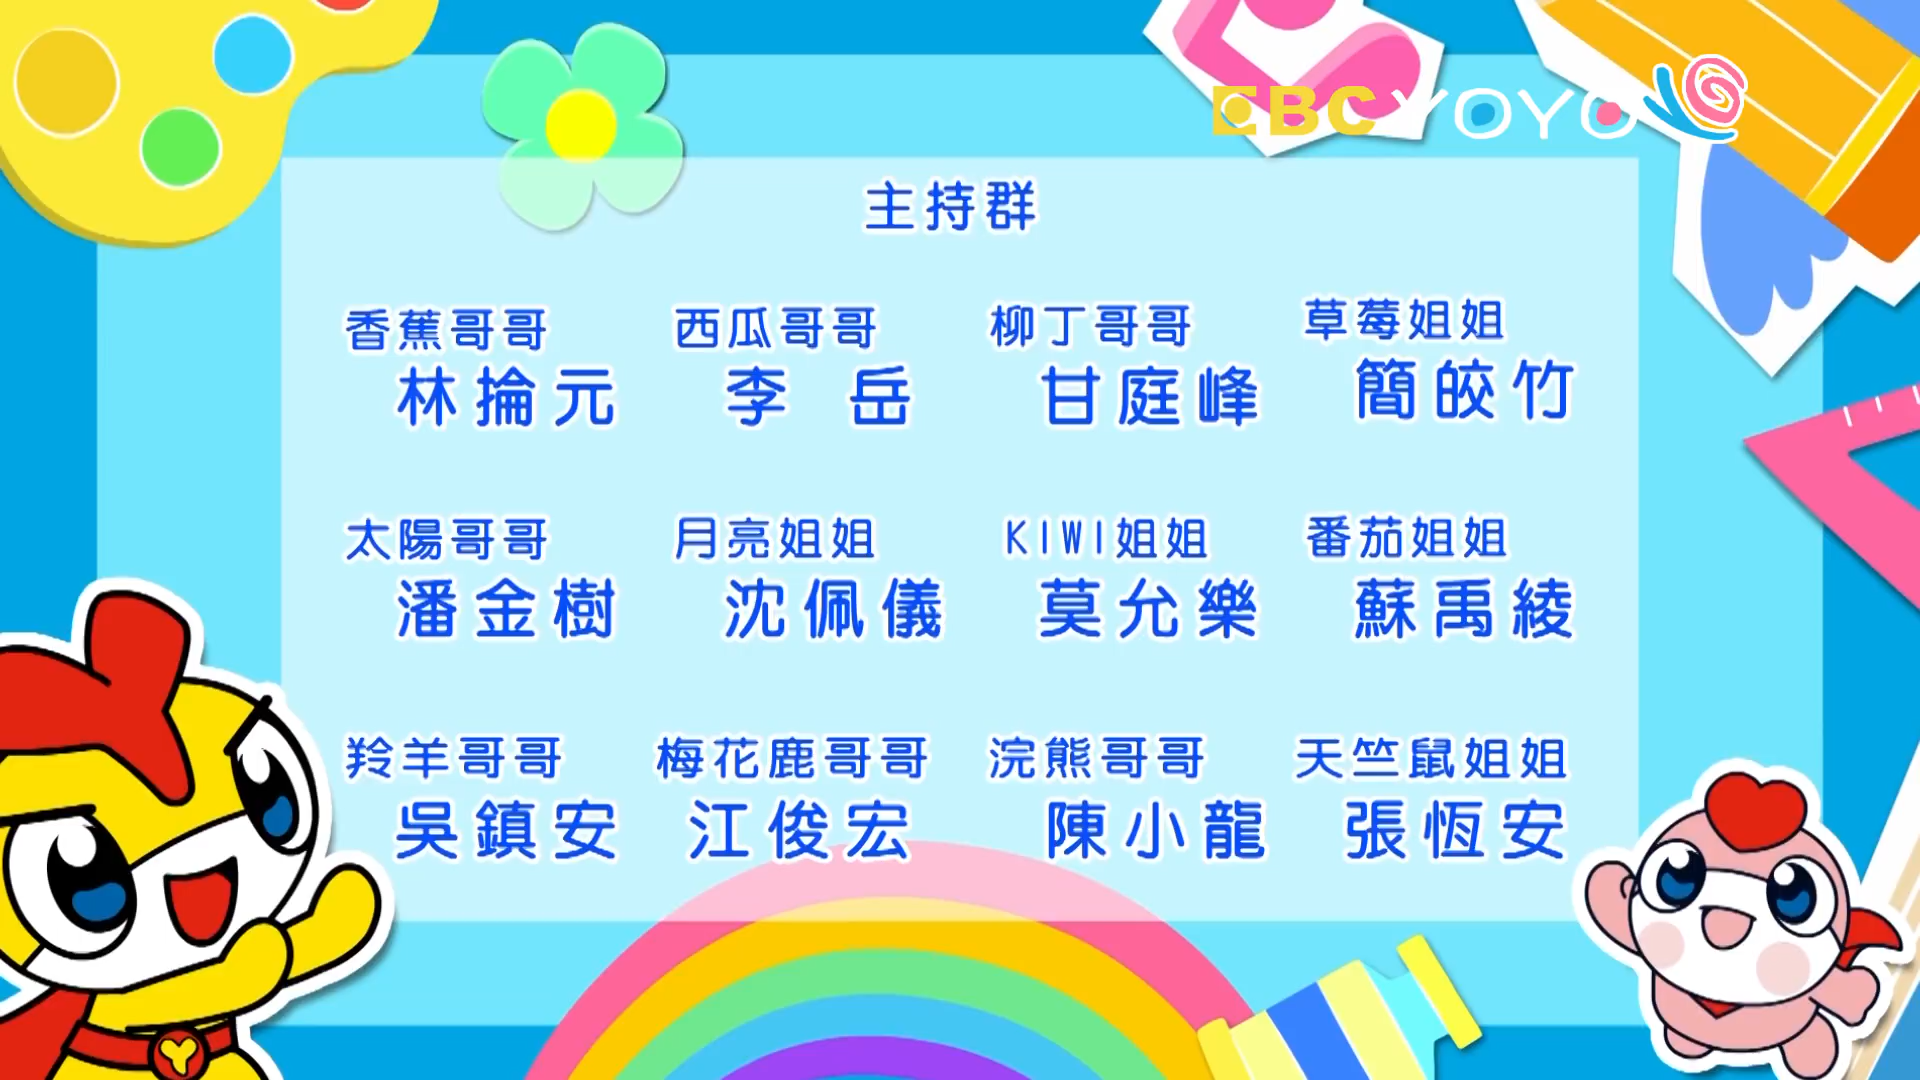 EBC YOYO
主持群
香蕉哥哥 西瓜哥哥 柳丁哥哥 草莓姐姐
林掄元 李 岳 甘庭峰 簡皎竹
太陽哥哥 月亮姐姐 KIWI姐姐 番茄姐姐
潘金樹 沈佩儀 莫允樂 蘇禹綾
羚羊哥哥 梅花鹿哥哥 浣熊哥哥 天竺鼠姐姐
吳鎮安 江俊宏 陳小龍 張恆安
Y